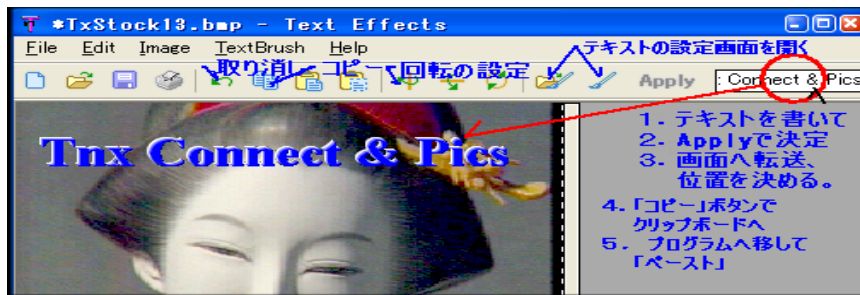 *TxStock13.bmp - Text Effects
File Edit Image TextBrush Help
テキストの設定画面を開く
取り消し コピー 回転の設定
Apply : Connect & Pics
Tnx Connect & Pics
1. テキストを書いて
2. Applyで決定
3. 画面へ転送、
位置を決める。
4.「コピー」ボタンで
クリップボードへ
5. プログラムへ移して
「ペースト」